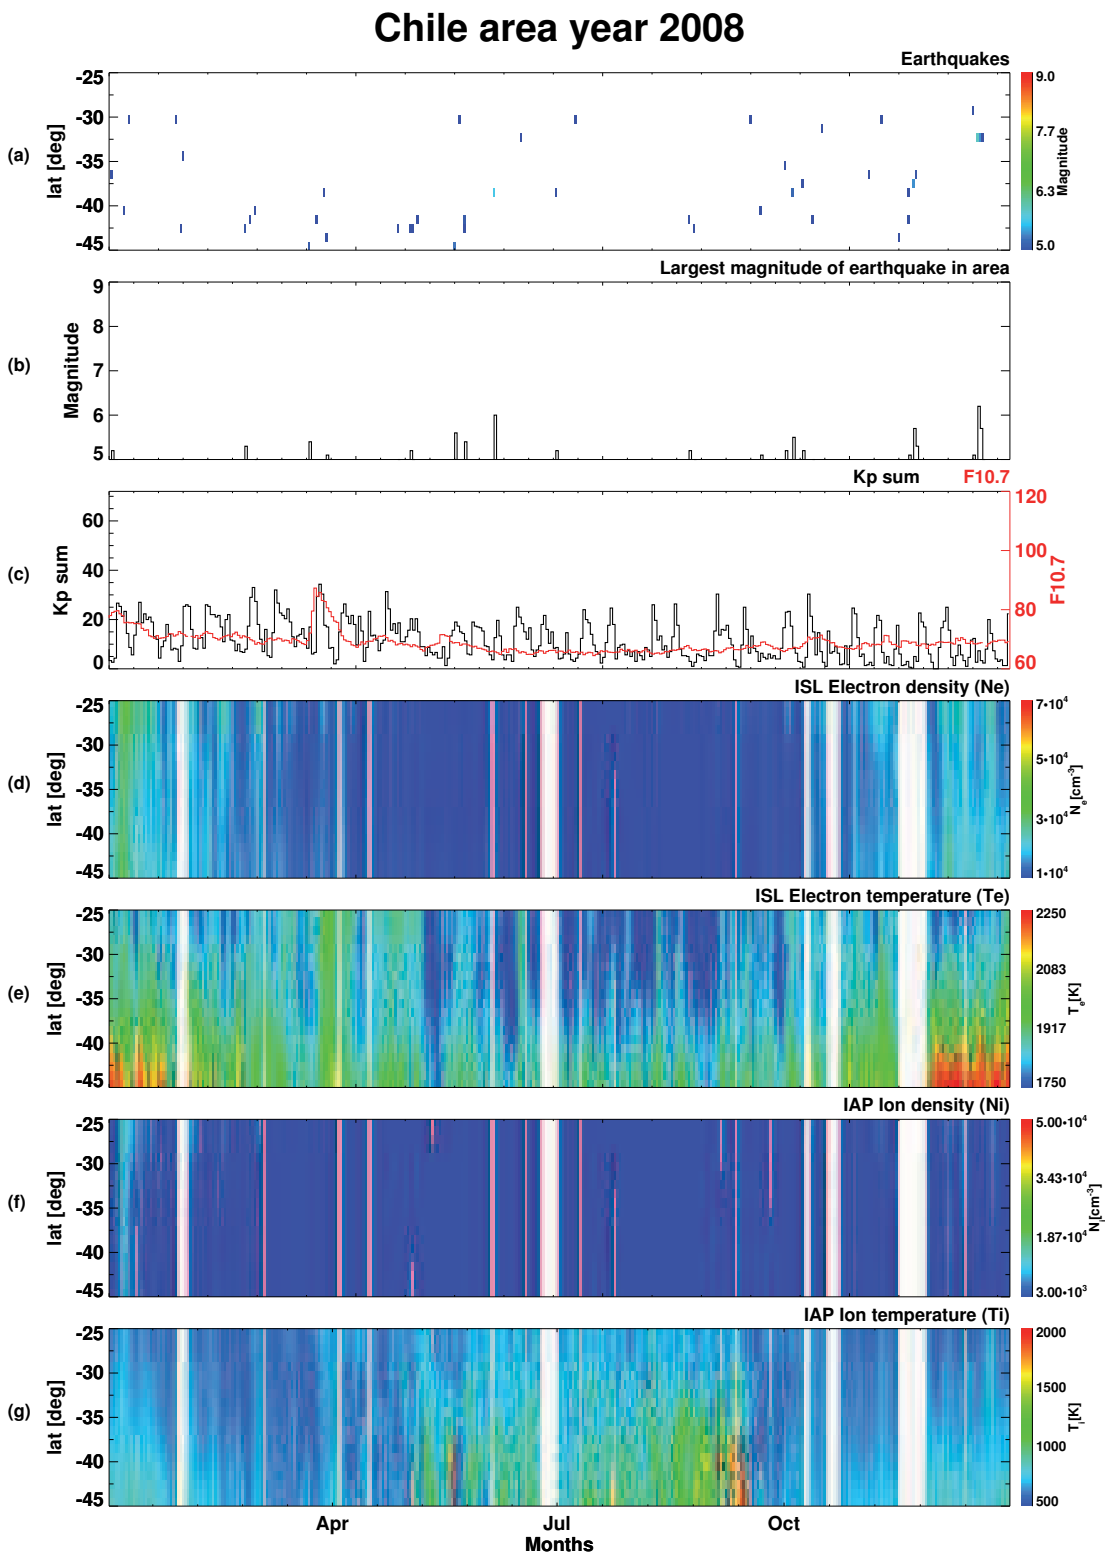 Chile area year 2008
Earthquakes
(a)
lat [deg]
-25
-30
-35
-40
-45
9.0
7.7
6.3
5.0
Magnitude
Largest magnitude of earthquake in area
(b)
Magnitude
9
8
7
6
5
Kp sum F10.7
(c)
Kp sum
60
40
20
0
120
100
80
60
F10.7
ISL Electron density (Ne)
(d)
lat [deg]
-25
-30
-35
-40
-45
7•10⁴
5•10⁴
3•10⁴
1•10⁴
Nₑ[cm⁻³]
ISL Electron temperature (Te)
(e)
lat [deg]
-25
-30
-35
-40
-45
2250
2083
1917
1750
Tₑ[K]
IAP Ion density (Ni)
(f)
lat [deg]
-25
-30
-35
-40
-45
5.00•10⁴
3.43•10⁴
1.87•10⁴
3.00•10³
Nᵢ[cm⁻³]
IAP Ion temperature (Ti)
(g)
lat [deg]
-25
-30
-35
-40
-45
2000
1500
1000
500
Tᵢ[K]
Apr Jul Oct
Months